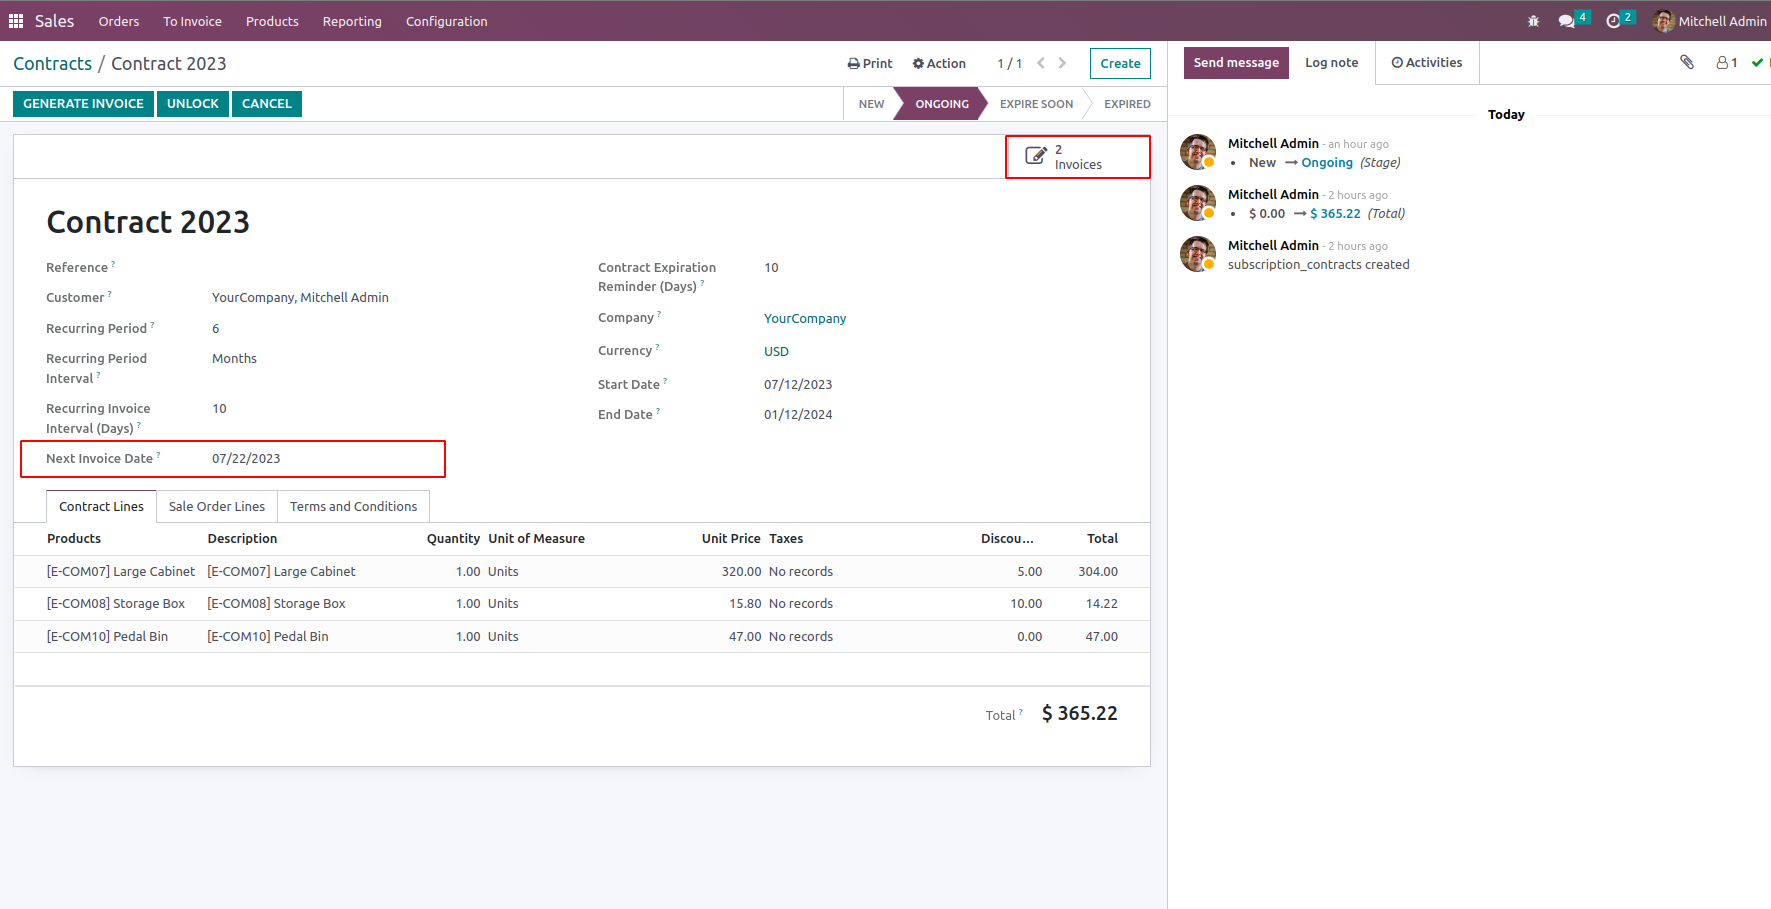 Sales Orders To Invoice Products Reporting Configuration 4 2 Mitchell Admin
Contracts / Contract 2023 Print Action 1 / 1 Create
GENERATE INVOICE UNLOCK CANCEL NEW ONGOING EXPIRE SOON EXPIRED
2
Invoices
Contract 2023
Reference ?
Customer ? YourCompany, Mitchell Admin
Recurring Period ? 6
Recurring Period
Interval ? Months
Recurring Invoice
Interval (Days) ? 10
Next Invoice Date ? 07/22/2023
Contract Expiration
Reminder (Days) ? 10
Company ? YourCompany
Currency ? USD
Start Date ? 07/12/2023
End Date ? 01/12/2024
Contract Lines Sale Order Lines Terms and Conditions
Products Description Quantity Unit of Measure Unit Price Taxes Discou... Total
[E-COM07] Large Cabinet [E-COM07] Large Cabinet 1.00 Units 320.00 No records 5.00 304.00
[E-COM08] Storage Box [E-COM08] Storage Box 1.00 Units 15.80 No records 10.00 14.22
[E-COM10] Pedal Bin [E-COM10] Pedal Bin 1.00 Units 47.00 No records 0.00 47.00
Total ? $ 365.22
Send message Log note Activities 1
Today
Mitchell Admin - an hour ago
• New → Ongoing (Stage)
Mitchell Admin - 2 hours ago
• $ 0.00 → $ 365.22 (Total)
Mitchell Admin - 2 hours ago
subscription_contracts created